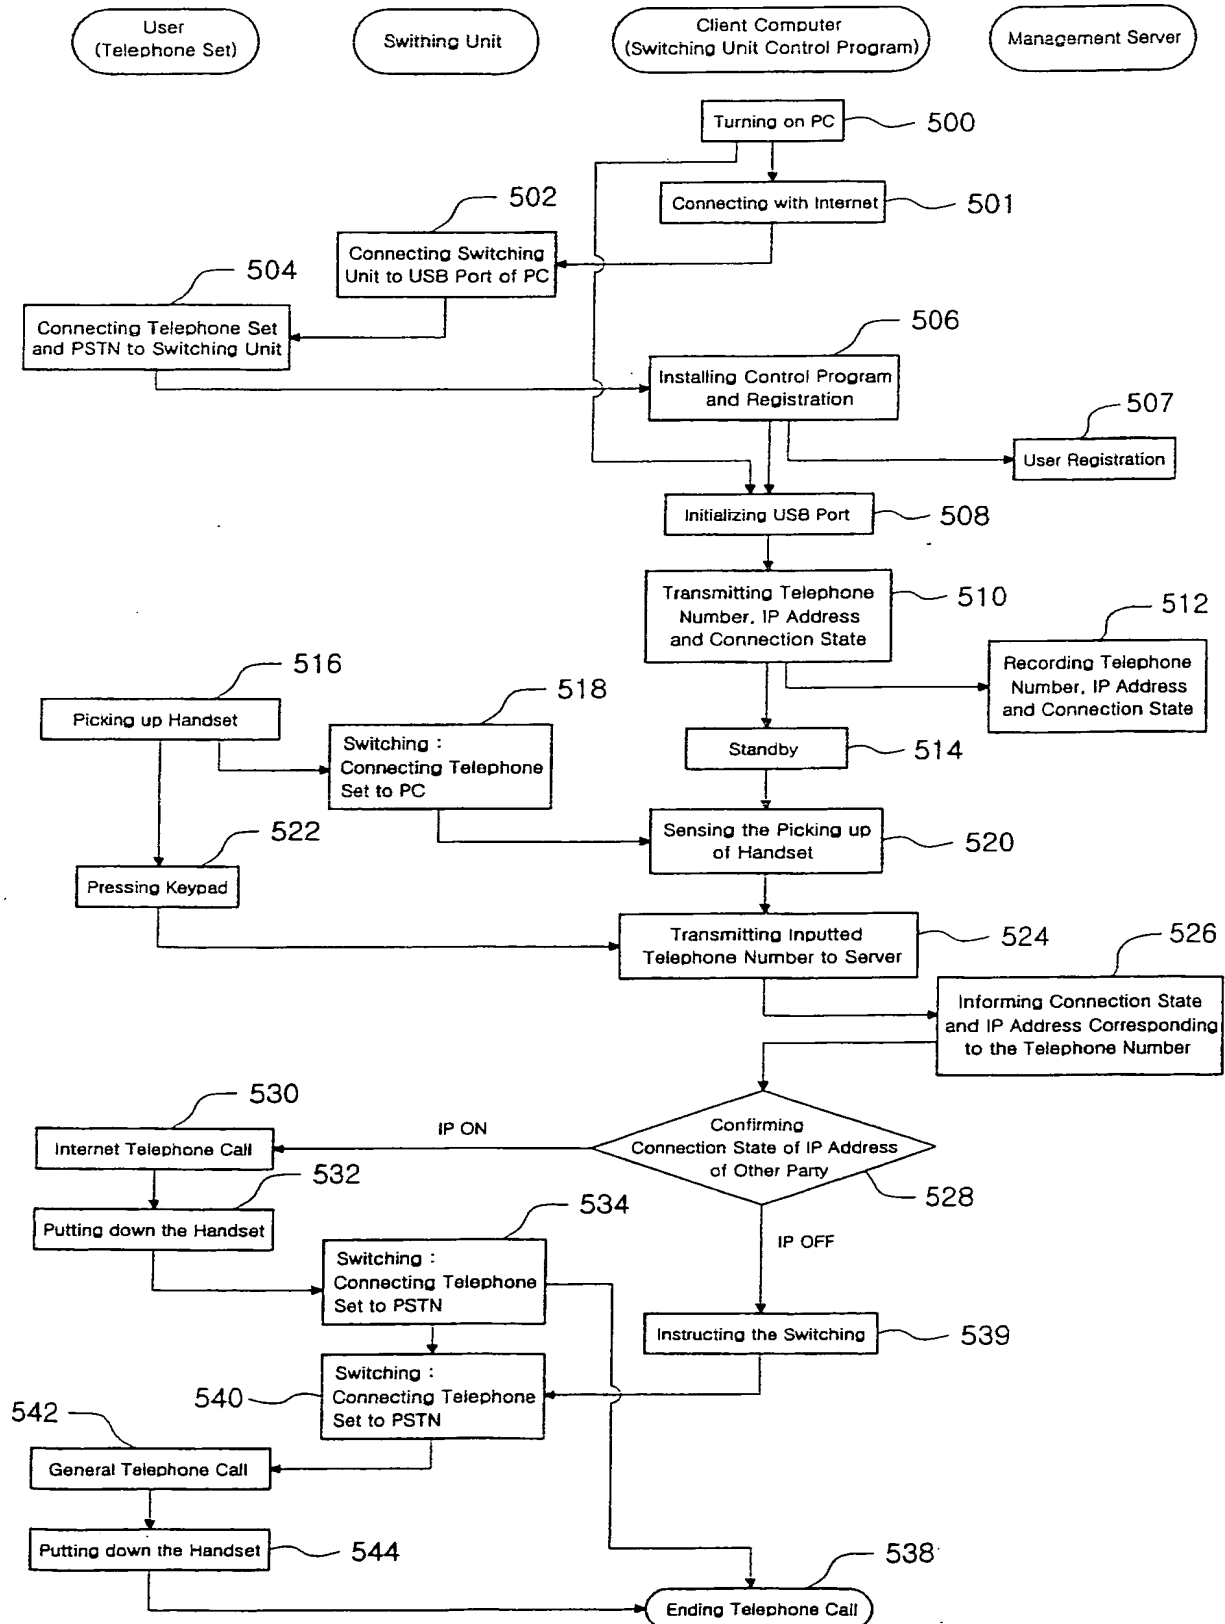 User
(Telephone Set)
Swithing Unit
Client Computer
(Switching Unit Control Program)
Management Server
Turning on PC
500
Connecting with Internet
501
502
Connecting Switching
Unit to USB Port of PC
504
Connecting Telephone Set
and PSTN to Switching Unit
506
Installing Control Program
and Registration
507
User Registration
Initializing USB Port
508
Transmitting Telephone
Number, IP Address
and Connection State
510
512
Recording Telephone
Number, IP Address
and Connection State
516
Picking up Handset
518
Switching :
Connecting Telephone
Set to PC
Standby
514
Sensing the Picking up
of Handset
520
522
Pressing Keypad
Transmitting Inputted
Telephone Number to Server
524
526
Informing Connection State
and IP Address Corresponding
to the Telephone Number
530
Internet Telephone Call
IP ON
Confirming
Connection State of IP Address
of Other Party
528
532
Putting down the Handset
534
Switching :
Connecting Telephone
Set to PSTN
IP OFF
Instructing the Switching
539
540
Switching :
Connecting Telephone
Set to PSTN
542
General Telephone Call
Putting down the Handset
544
538
Ending Telephone Call